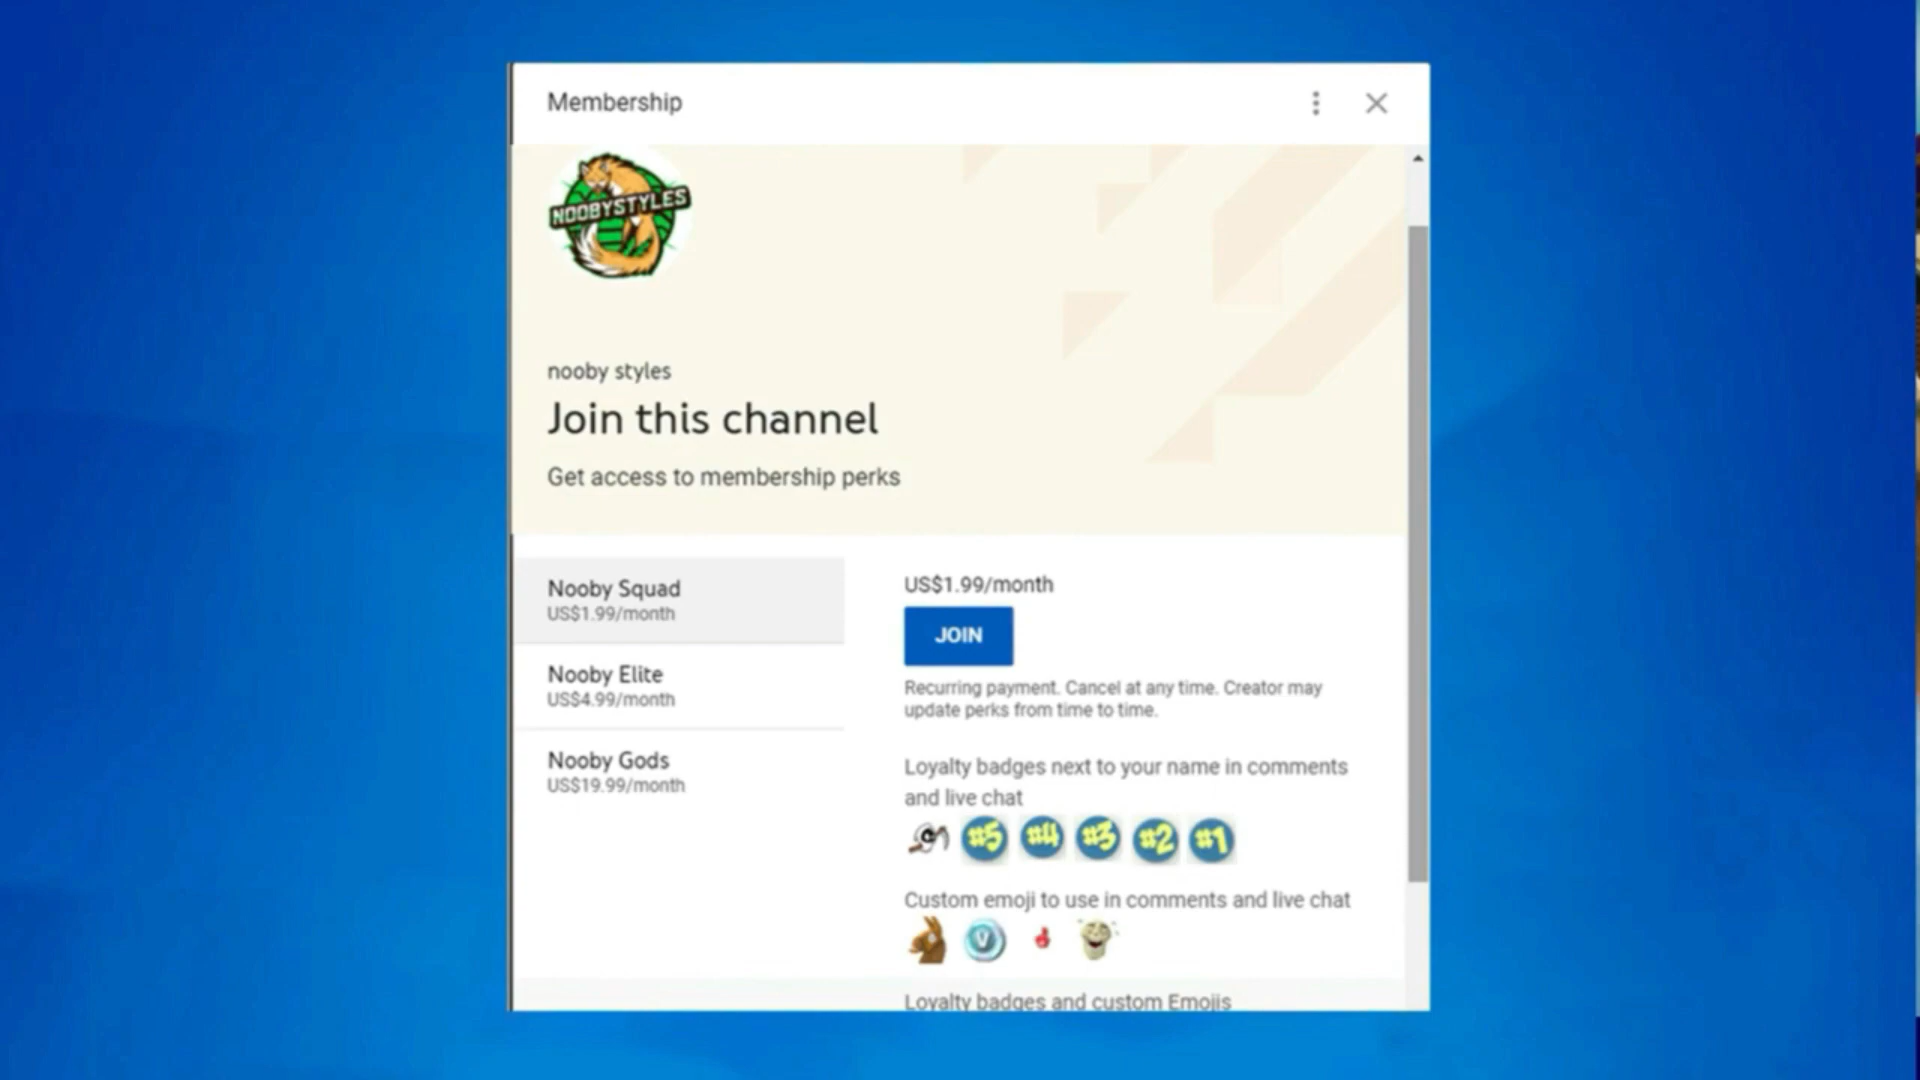 Membership
NOOBYSTYLES
nooby styles
Join this channel
Get access to membership perks
Nooby Squad
US$1.99/month
Nooby Elite
US$4.99/month
Nooby Gods
US$19.99/month
US$1.99/month
JOIN
Recurring payment. Cancel at any time. Creator may
update perks from time to time.
Loyalty badges next to your name in comments
and live chat
#5 #4 #3 #2 #1
Custom emoji to use in comments and live chat
V
Loyalty badges and custom Emojis